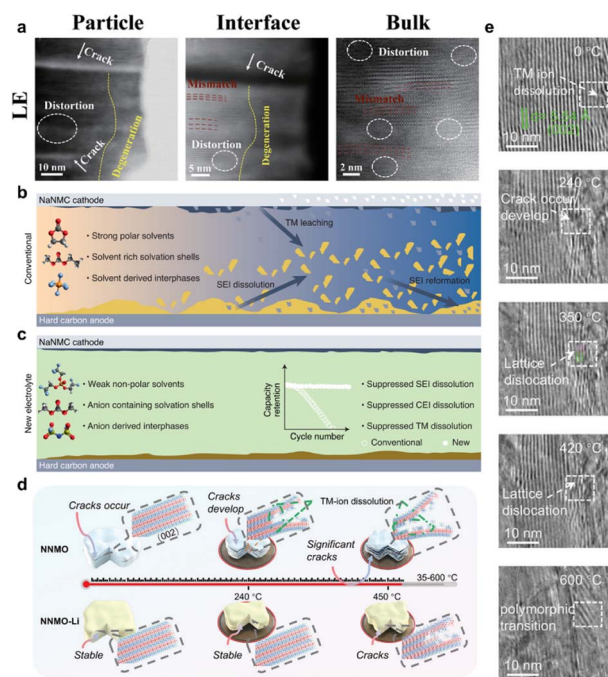 a
Particle
Interface
Bulk
LE
Crack
Distortion
Crack
Degeneration
10 nm
Mismatch
Distortion
Degeneration
5 nm
Distortion
Mismatch
2 nm
b
NaNMC cathode
Conventional
• Strong polar solvents
• Solvent rich solvation shells
• Solvent derived interphases
TM leaching
SEI dissolution
SEI reformation
Hard carbon anode
c
NaNMC cathode
New electrolyte
• Weak non-polar solvents
• Anion containing solvation shells
• Anion derived interphases
Capacity
retention
Cycle number
• Suppressed SEI dissolution
• Suppressed CEI dissolution
• Suppressed TM dissolution
Conventional
New
Hard carbon anode
d
Cracks occur
NNMO
(002)
Cracks
develop
TM-ion dissolution
Significant
cracks
35-600 °C
240 °C
450 °C
NNMO-Li
Stable
Stable
Cracks
e
0 °C
TM ion
dissolution
10 nm
240 °C
Crack occur/
develop
10 nm
350 °C
Lattice
dislocation
10 nm
420 °C
Lattice
dislocation
10 nm
600 °C
polymorphic
transition
10 nm